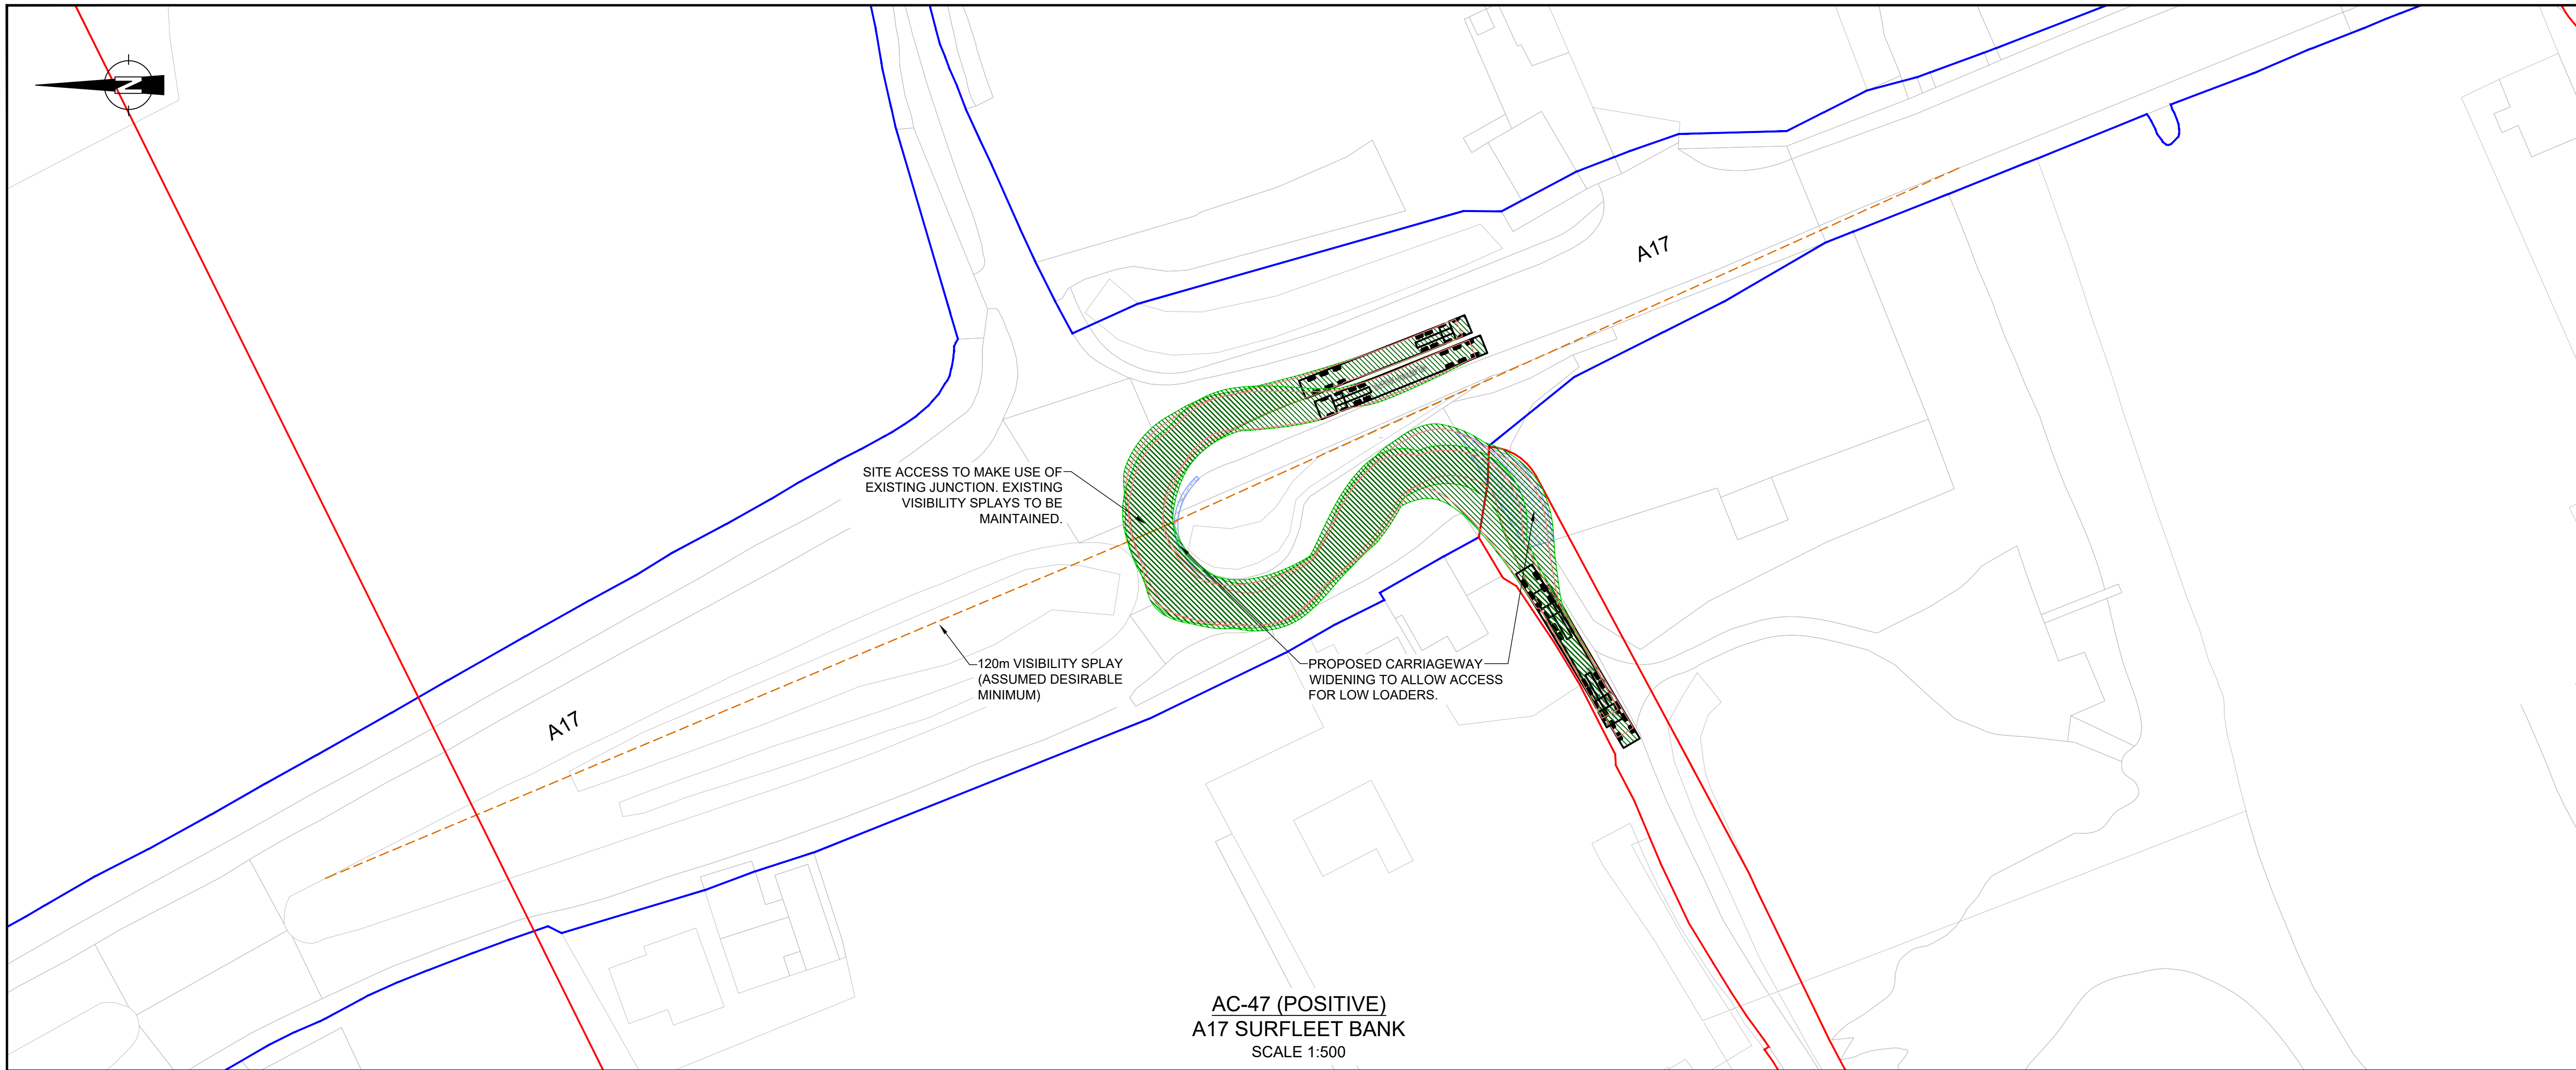 N
A17
SITE ACCESS TO MAKE USE OF
EXISTING JUNCTION. EXISTING
VISIBILITY SPLAYS TO BE
MAINTAINED.
120m VISIBILITY SPLAY
(ASSUMED DESIRABLE
MINIMUM)
PROPOSED CARRIAGEWAY
WIDENING TO ALLOW ACCESS
FOR LOW LOADERS.
A17
AC-47 (POSITIVE)
A17 SURFLEET BANK
SCALE 1:500